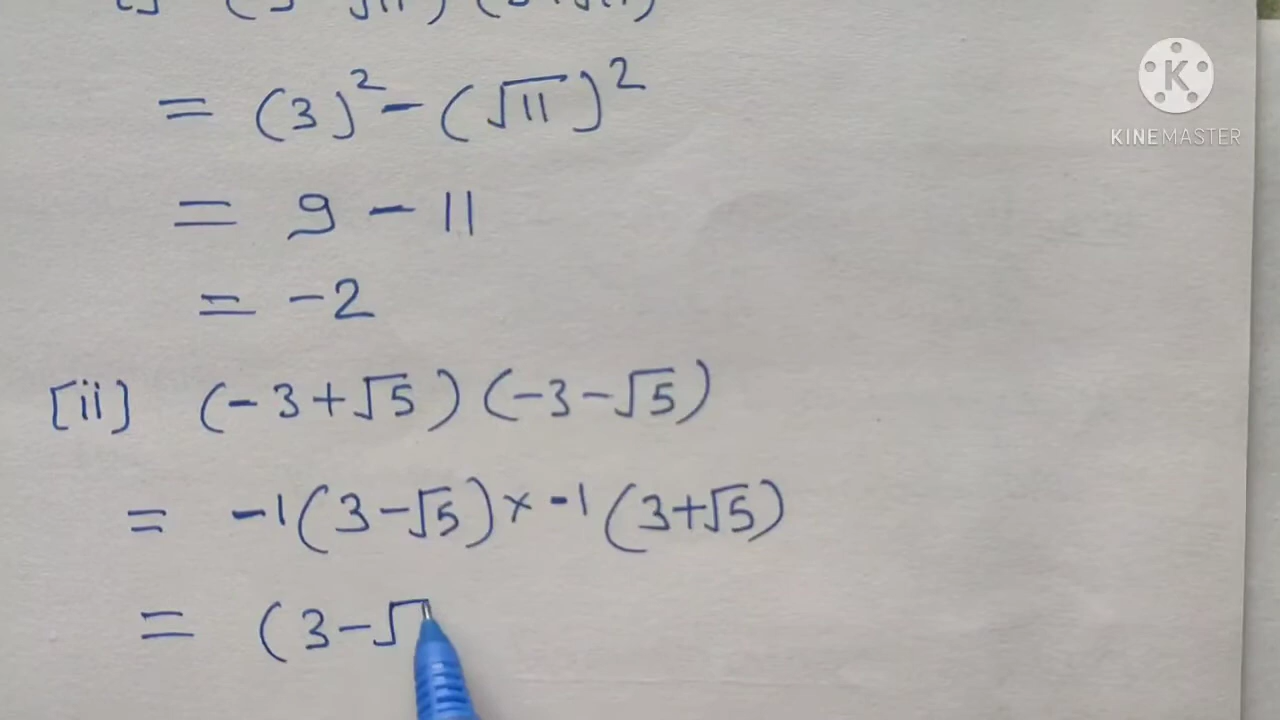 = (3)² - (√11)²
= 9 - 11
= -2
[ii] (-3+√5) (-3-√5)
= -1(3-√5) × -1(3+√5)
= (3-√
KINEMASTER